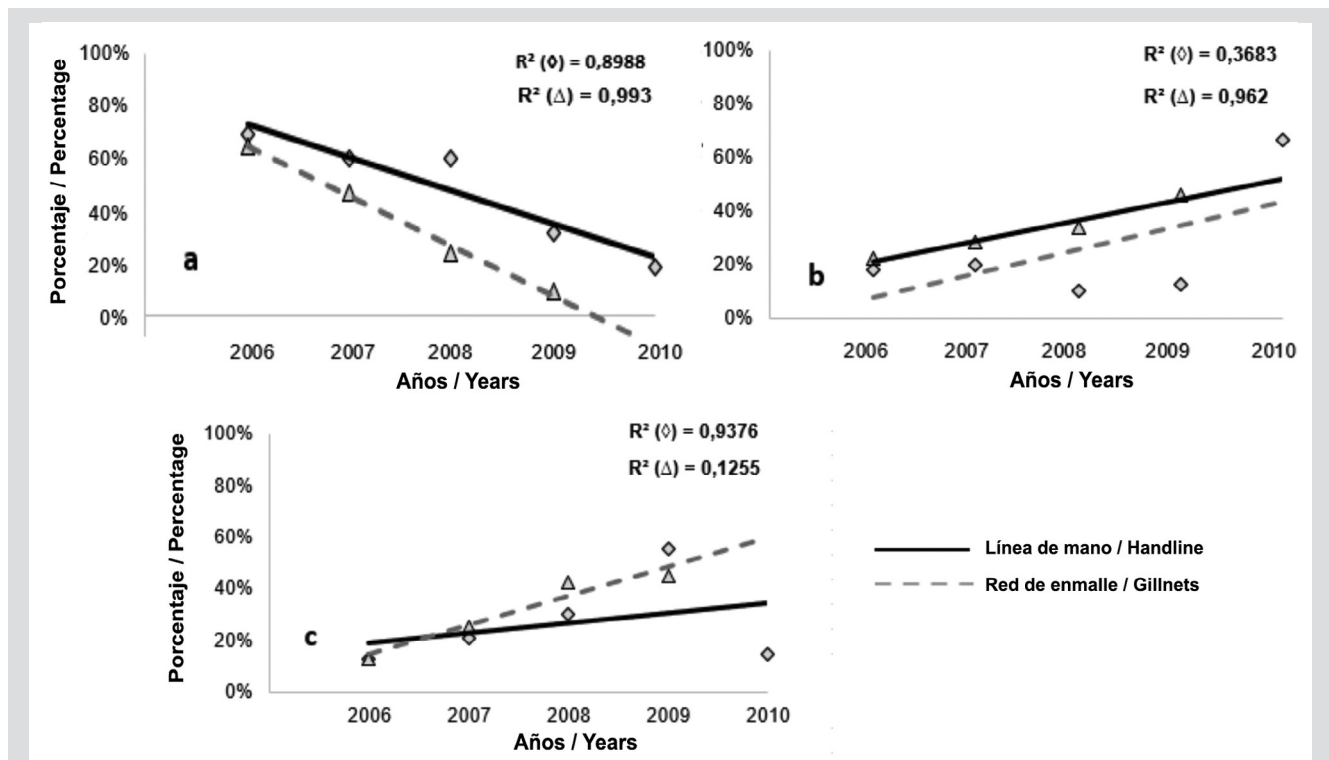 100%
80%
60%
40%
20%
0%
Porcentaje / Percentage
R² (◊) = 0,8988
R² (Δ) = 0,993
a
2006 2007 2008 2009 2010
Años / Years
100%
80%
60%
40%
20%
0%
R² (◊) = 0,3683
R² (Δ) = 0,962
b
2006 2007 2008 2009 2010
Años / Years
100%
80%
60%
40%
20%
0%
Porcentaje / Percentage
R² (◊) = 0,9376
R² (Δ) = 0,1255
c
2006 2007 2008 2009 2010
Años / Years
Línea de mano / Handline
Red de enmalle / Gillnets